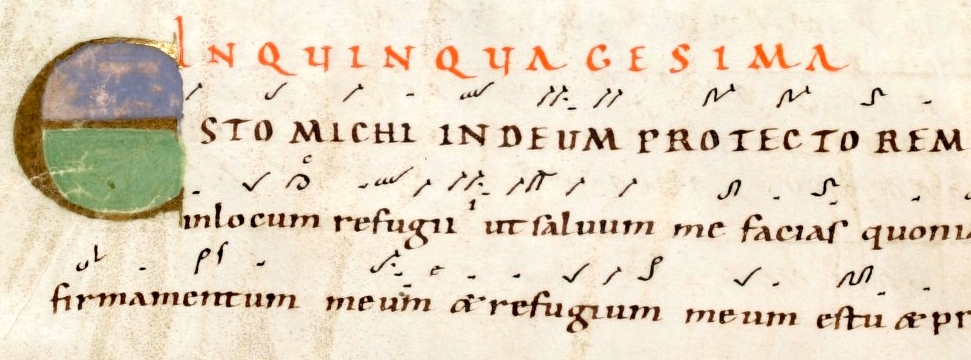 IN QUINQUAGESIMA
ESTO MICHI IN DEUM PROTECTOREM
in locum refugii ut saluum me facias quoni
firmamentum meum & refugium meum es tu & pr